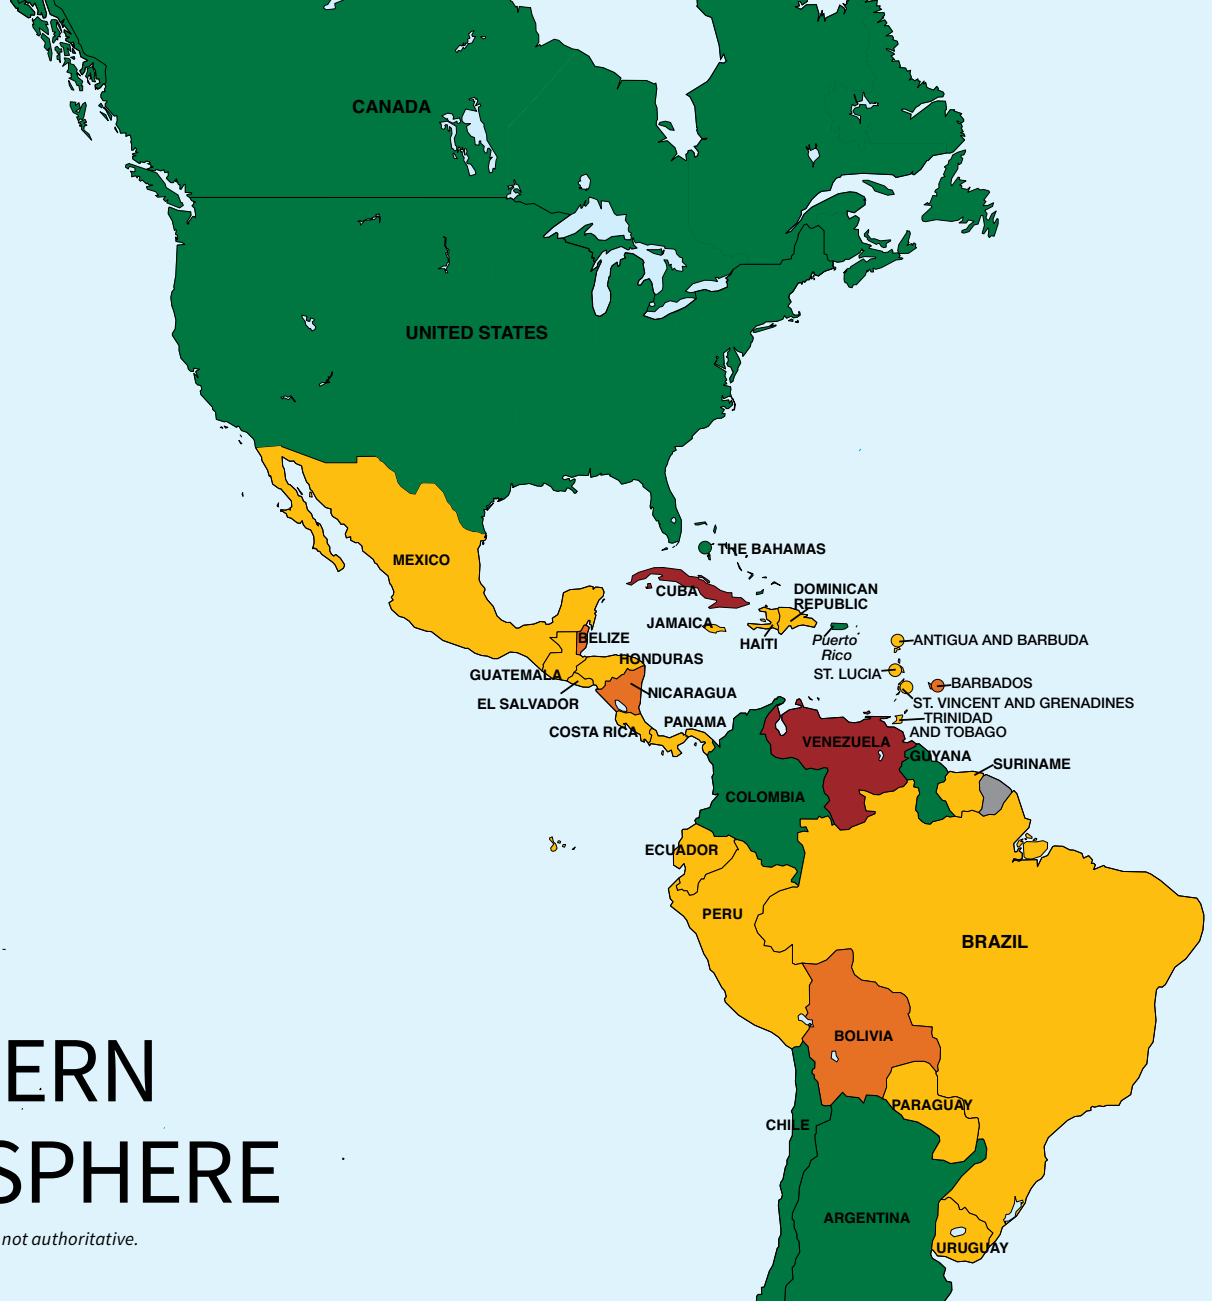 CANADA
UNITED STATES
MEXICO
THE BAHAMAS
CUBA
DOMINICAN
REPUBLIC
JAMAICA
HAITI
Puerto
Rico
BELIZE
ANTIGUA AND BARBUDA
HONDURAS
GUATEMALA
ST. LUCIA
BARBADOS
NICARAGUA
EL SALVADOR
ST. VINCENT AND GRENADINES
TRINIDAD
AND TOBAGO
PANAMA
COSTA RICA
VENEZUELA
GUYANA
SURINAME
COLOMBIA
ECUADOR
PERU
BRAZIL
BOLIVIA
PARAGUAY
CHILE
ARGENTINA
URUGUAY
ERN
SPHERE
not authoritative.